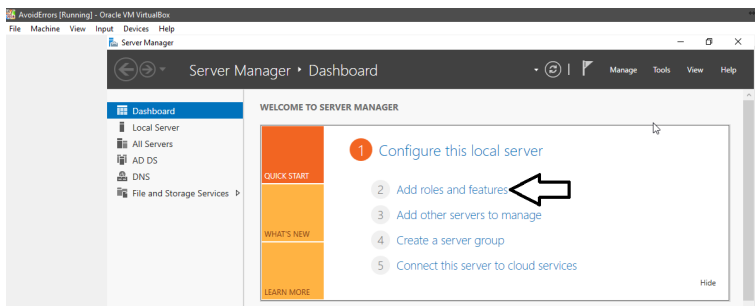 AvoidErrors [Running] - Oracle VM VirtualBox
File Machine View Input Devices Help
Server Manager
Server Manager • Dashboard
Manage Tools View Help
Dashboard
Local Server
All Servers
AD DS
DNS
File and Storage Services
WELCOME TO SERVER MANAGER
QUICK START
WHAT'S NEW
LEARN MORE
1 Configure this local server
2 Add roles and features
3 Add other servers to manage
4 Create a server group
5 Connect this server to cloud services
Hide